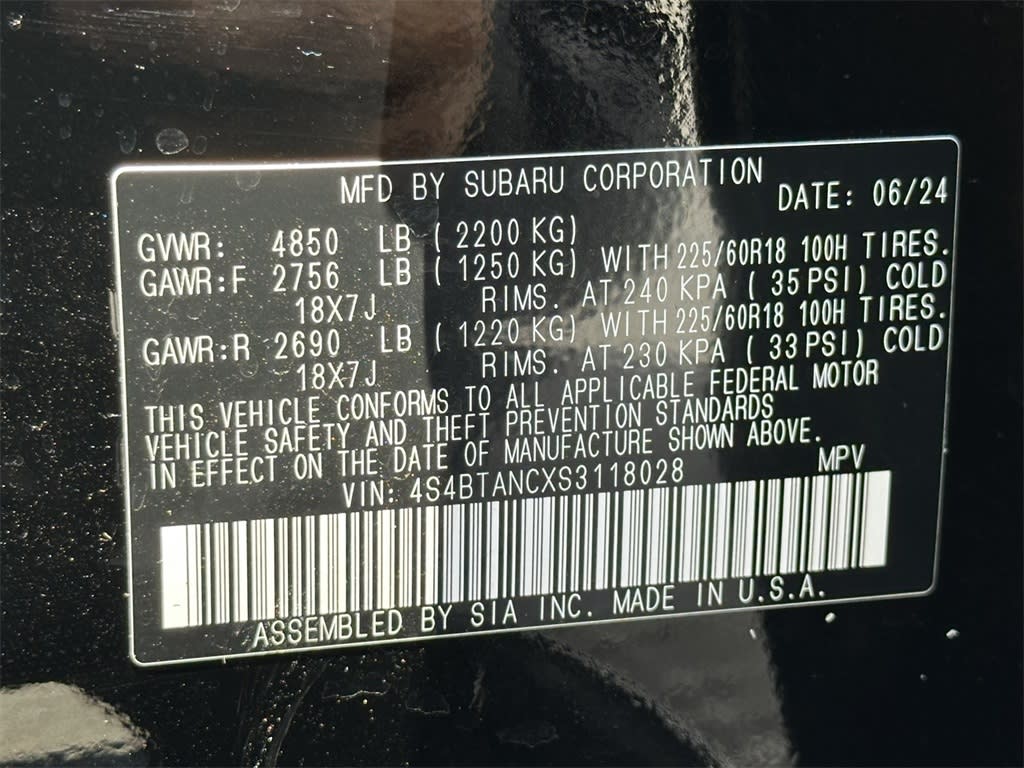 MFD BY SUBARU CORPORATION DATE: 06/24
GVWR: 4850 LB ( 2200 KG)
GAWR:F 2756 LB ( 1250 KG) WITH 225/60R18 100H TIRES.
18X7J RIMS. AT 240 KPA ( 35 PSI) COLD
GAWR:R 2690 LB ( 1220 KG) WITH 225/60R18 100H TIRES.
18X7J RIMS. AT 230 KPA ( 33 PSI) COLD
THIS VEHICLE CONFORMS TO ALL APPLICABLE FEDERAL MOTOR
VEHICLE SAFETY AND THEFT PREVENTION STANDARDS
IN EFFECT ON THE DATE OF MANUFACTURE SHOWN ABOVE.
VIN: 4S4BTANCXS3118028 MPV
ASSEMBLED BY SIA INC. MADE IN U.S.A.